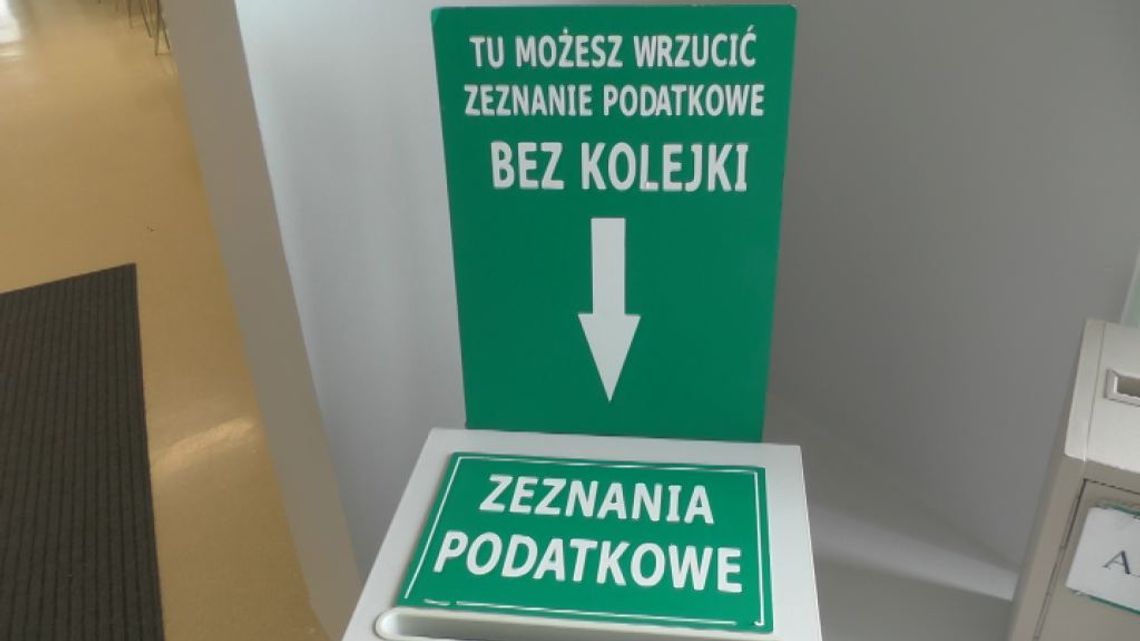 TU MOŻESZ WRZUCIĆ
ZEZNANIE PODATKOWE
BEZ KOLEJKI
ZEZNANIA
PODATKOWE